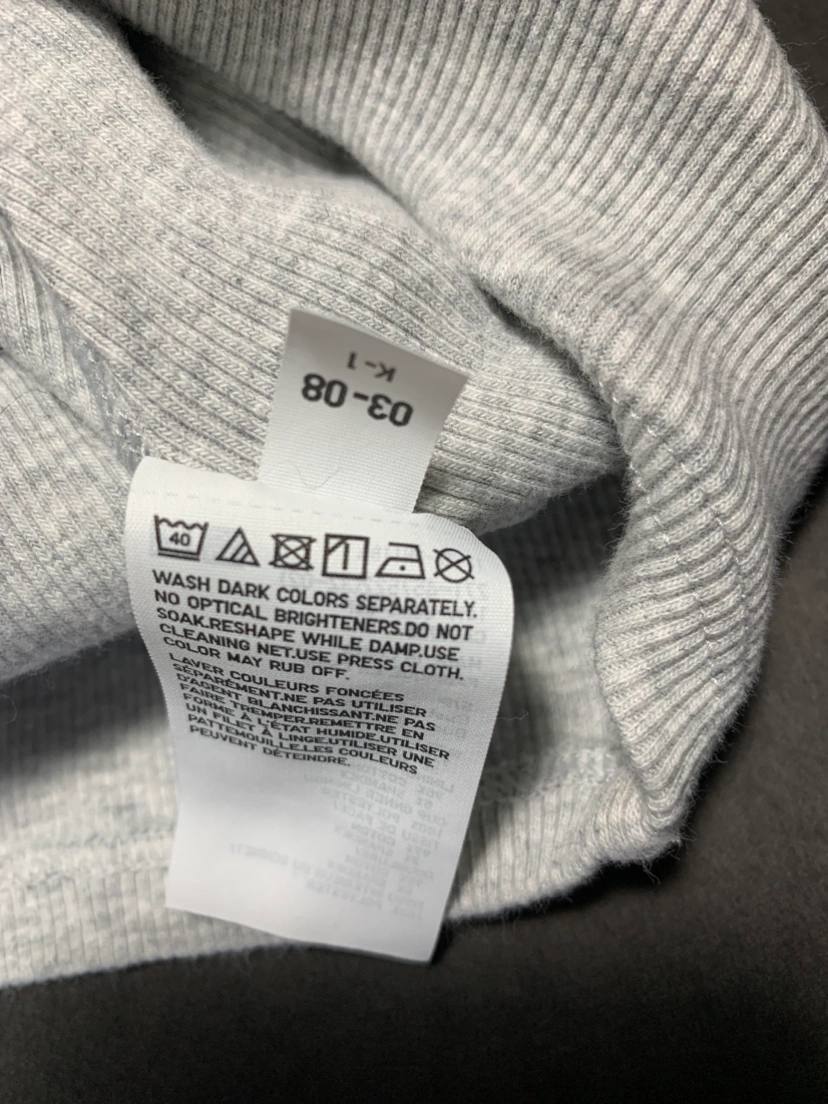 K-1
03-08
40
WASH DARK COLORS SEPARATELY.
NO OPTICAL BRIGHTENERS.DO NOT
SOAK.RESHAPE WHILE DAMP.USE
CLEANING NET.USE PRESS CLOTH.
COLOR MAY RUB OFF.
LAVER COULEURS FONCÉES
SÉPARÉMENT.NE PAS UTILISER
D'AGENT BLANCHISSANT.NE PAS
FAIRE TREMPER.REMETTRE EN
FORME À L'ÉTAT HUMIDE.UTILISER
UN FILET À LINGE.UTILISER UNE
PATTEMOUILLE.LES COULEURS
PEUVENT DÉTEINDRE.